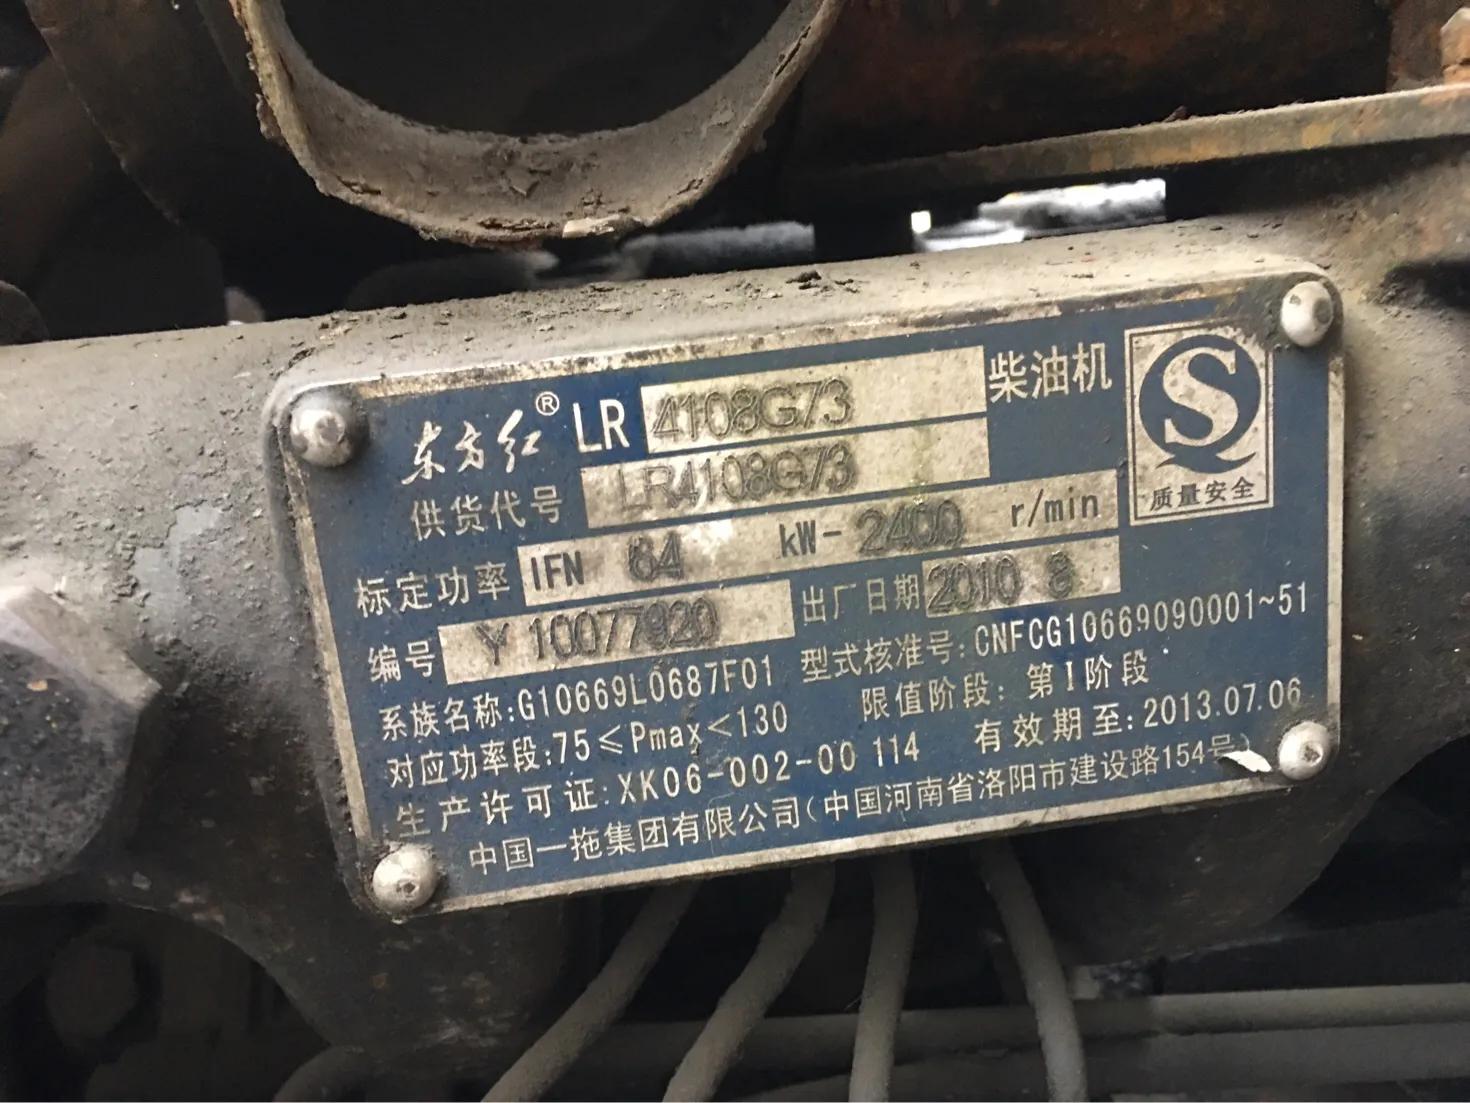 东方红® LR 4108G73 柴油机
供货代号 LR4108G73
质量安全
标定功率 IFN 84 kW-2400 r/min
编号 Y 10077920 出厂日期 2010 8
系族名称:G10669L0687F01 型式核准号:CNFCG10669090001~51
对应功率段:75≤Pmax<130 限值阶段:第I阶段
生产许可证:XK06-002-00 114 有效期至:2013.07.06
中国一拖集团有限公司(中国河南省洛阳市建设路154号)